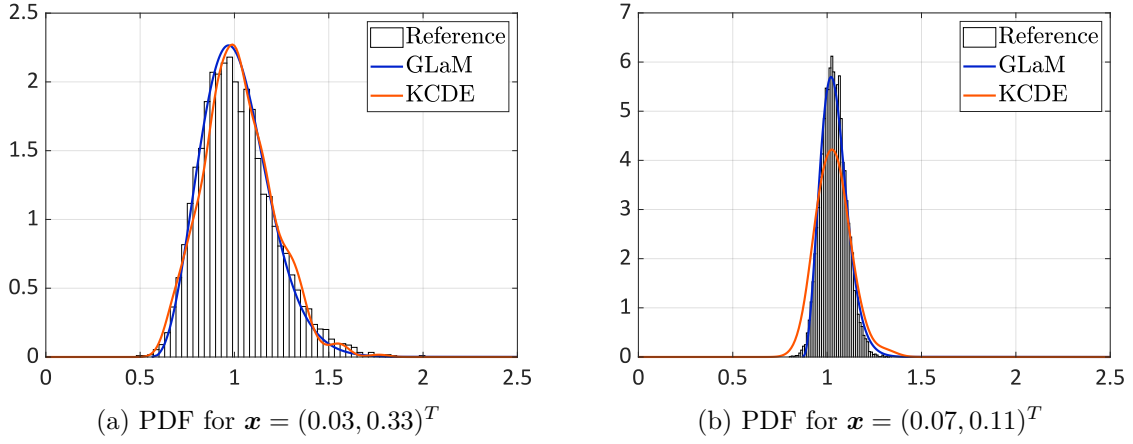 2.5
2
1.5
1
0.5
0
0 0.5 1 1.5 2 2.5
Reference
GLaM
KCDE
(a) PDF for x = (0.03, 0.33)^T
7
6
5
4
3
2
1
0
0 0.5 1 1.5 2 2.5
Reference
GLaM
KCDE
(b) PDF for x = (0.07, 0.11)^T